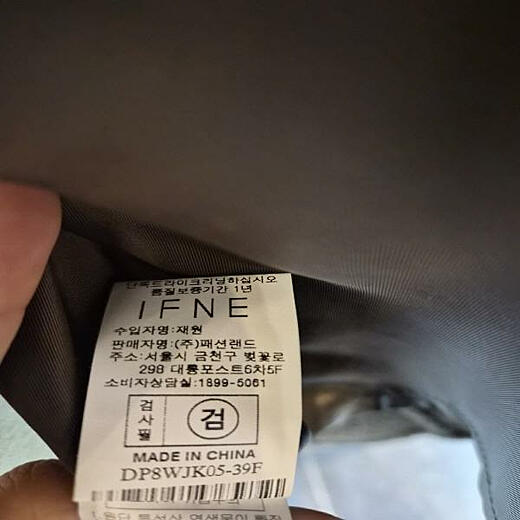 단독드라이크리닝하십시오
품질보증기간 1년
IFNE
수입자명:재원
판매자명:(주)패션랜드
주소:서울시 금천구 벚꽃로
298 대륭포스트6차5F
소비자상담실:1899-5061
검사필 검
MADE IN CHINA
DP8WJK05-39F